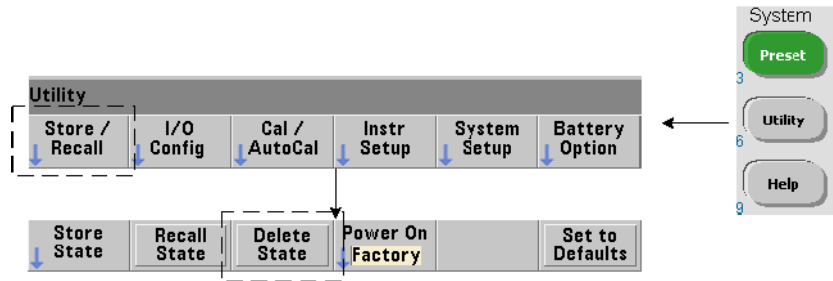 System
Preset
3
Utility
6
Help
9
Utility
Store / Recall
I/O Config
Cal / AutoCal
Instr Setup
System Setup
Battery Option
Store State
Recall State
Delete State
Power On Factory
Set to Defaults